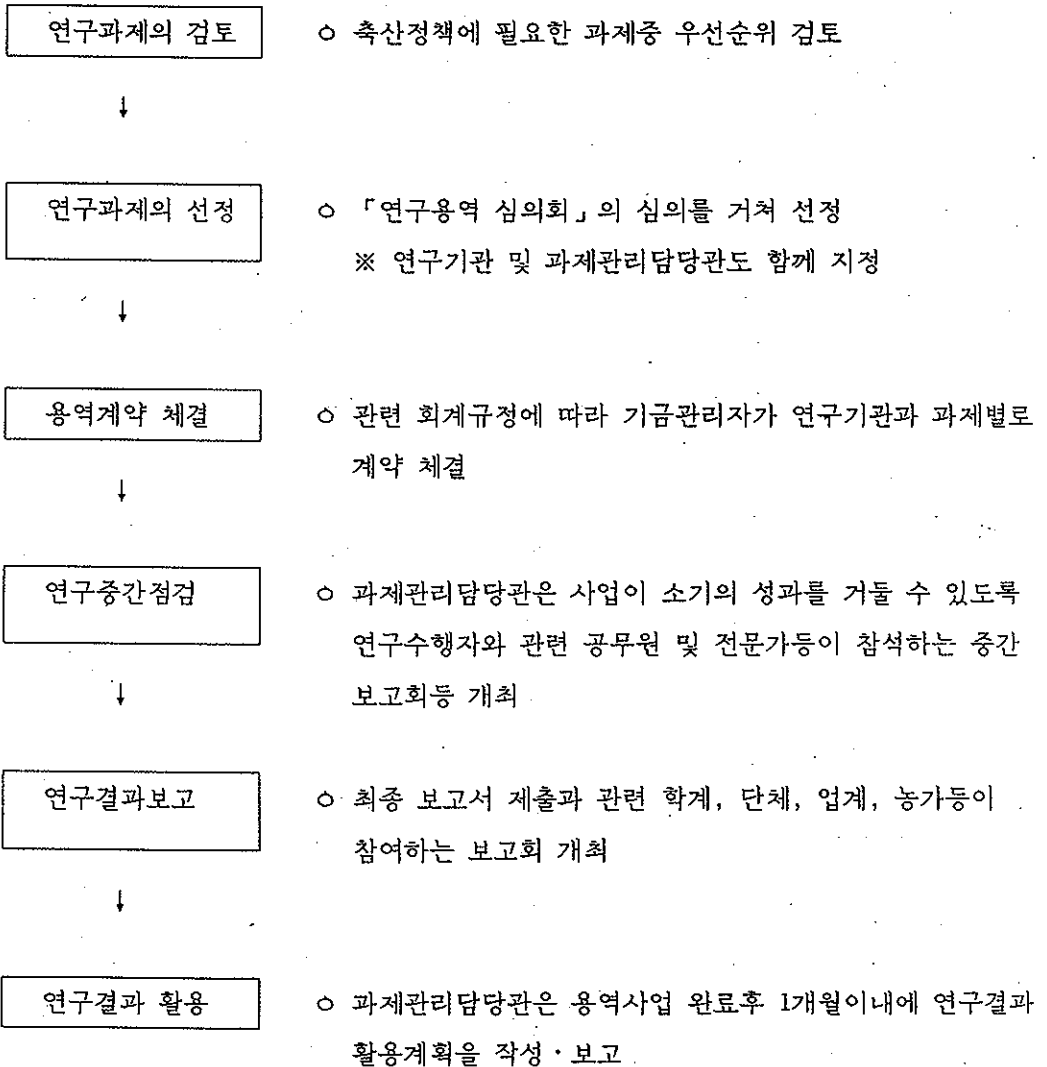 연구과제의 검토
ㅇ 축산정책에 필요한 과제중 우선순위 검토
↓
연구과제의 선정
ㅇ 「연구용역 심의회」의 심의를 거쳐 선정
※ 연구기관 및 과제관리담당관도 함께 지정
↓
용역계약 체결
ㅇ 관련 회계규정에 따라 기금관리자가 연구기관과 과제별로
계약 체결
↓
연구중간점검
ㅇ 과제관리담당관은 사업이 소기의 성과를 거둘 수 있도록
연구수행자와 관련 공무원 및 전문가등이 참석하는 중간
보고회등 개최
↓
연구결과보고
ㅇ 최종 보고서 제출과 관련 학계, 단체, 업계, 농가등이
참여하는 보고회 개최
↓
연구결과 활용
ㅇ 과제관리담당관은 용역사업 완료후 1개월이내에 연구결과
활용계획을 작성·보고